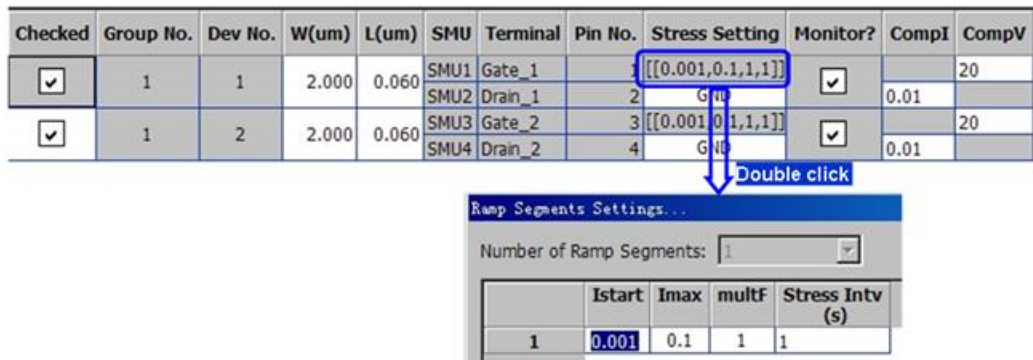 Checked Group No. Dev No. W(um) L(um) SMU Terminal Pin No. Stress Setting Monitor? CompI CompV
1 1 2.000 0.060 SMU1 Gate_1 1 [[0.001,0.1,1,1]] 20
SMU2 Drain_1 2 GND 0.01
1 2 2.000 0.060 SMU3 Gate_2 3 [[0.001,0.1,1,1]] 20
SMU4 Drain_2 4 GND 0.01
Double click
Ramp Segments Settings...
Number of Ramp Segments: 1
Istart Imax multF Stress Intv
(s)
1 0.001 0.1 1 1